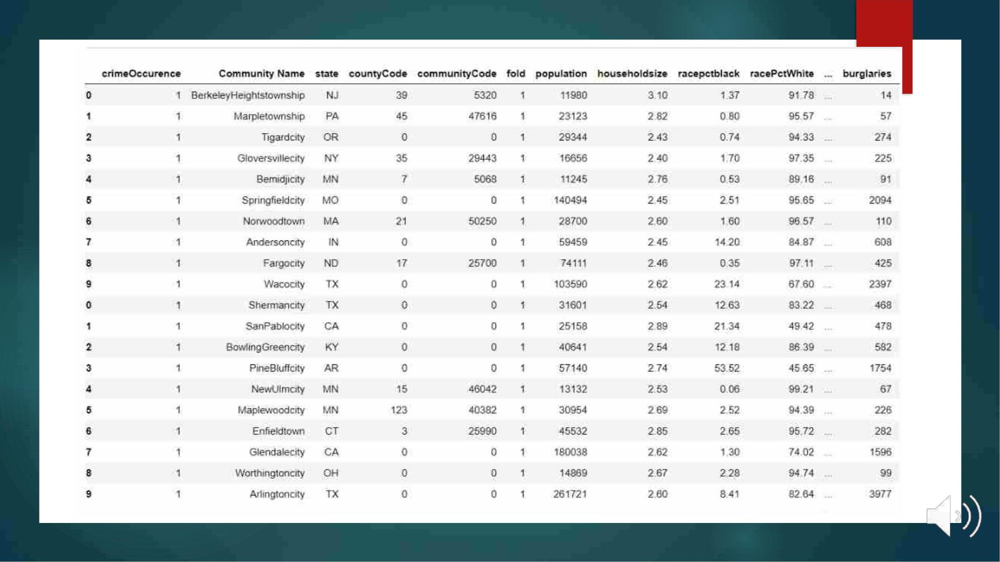 crimeOccurence Community Name state countyCode communityCode fold population householdsize racepctblack racePctWhite ... burglaries
0 1 BerkeleyHeightstownship NJ 39 5320 1 11980 3.10 1.37 91.78 ... 14
1 1 Marpletownship PA 45 47616 1 23123 2.82 0.80 95.57 ... 57
2 1 Tigardcity OR 0 0 1 29344 2.43 0.74 94.33 ... 274
3 1 Gloversvillecity NY 35 29443 1 16656 2.40 1.70 97.35 ... 225
4 1 Bemidjicity MN 7 5068 1 11245 2.76 0.53 89.16 ... 91
5 1 Springfieldcity MO 0 0 1 140494 2.45 2.51 95.65 ... 2094
6 1 Norwoodtown MA 21 50250 1 28700 2.60 1.60 96.57 ... 110
7 1 Andersoncity IN 0 0 1 59459 2.45 14.20 84.87 ... 608
8 1 Fargocity ND 17 25700 1 74111 2.46 0.35 97.11 ... 425
9 1 Wacocity TX 0 0 1 103590 2.62 23.14 67.60 ... 2397
0 1 Shermancity TX 0 0 1 31601 2.54 12.63 83.22 ... 468
1 1 SanPablocity CA 0 0 1 25158 2.89 21.34 49.42 ... 478
2 1 BowlingGreencity KY 0 0 1 40641 2.54 12.18 86.39 ... 582
3 1 PineBluffcity AR 0 0 1 57140 2.74 53.52 45.65 ... 1754
4 1 NewUlmcity MN 15 46042 1 13132 2.53 0.06 99.21 ... 67
5 1 Maplewoodcity MN 123 40382 1 30954 2.69 2.52 94.39 ... 226
6 1 Enfieldtown CT 3 25990 1 45532 2.85 2.65 95.72 ... 282
7 1 Glendalecity CA 0 0 1 180038 2.62 1.30 74.02 ... 1596
8 1 Worthingtoncity OH 0 0 1 14869 2.67 2.28 94.74 ... 99
9 1 Arlingtoncity TX 0 0 1 261721 2.60 8.41 82.64 ... 3977